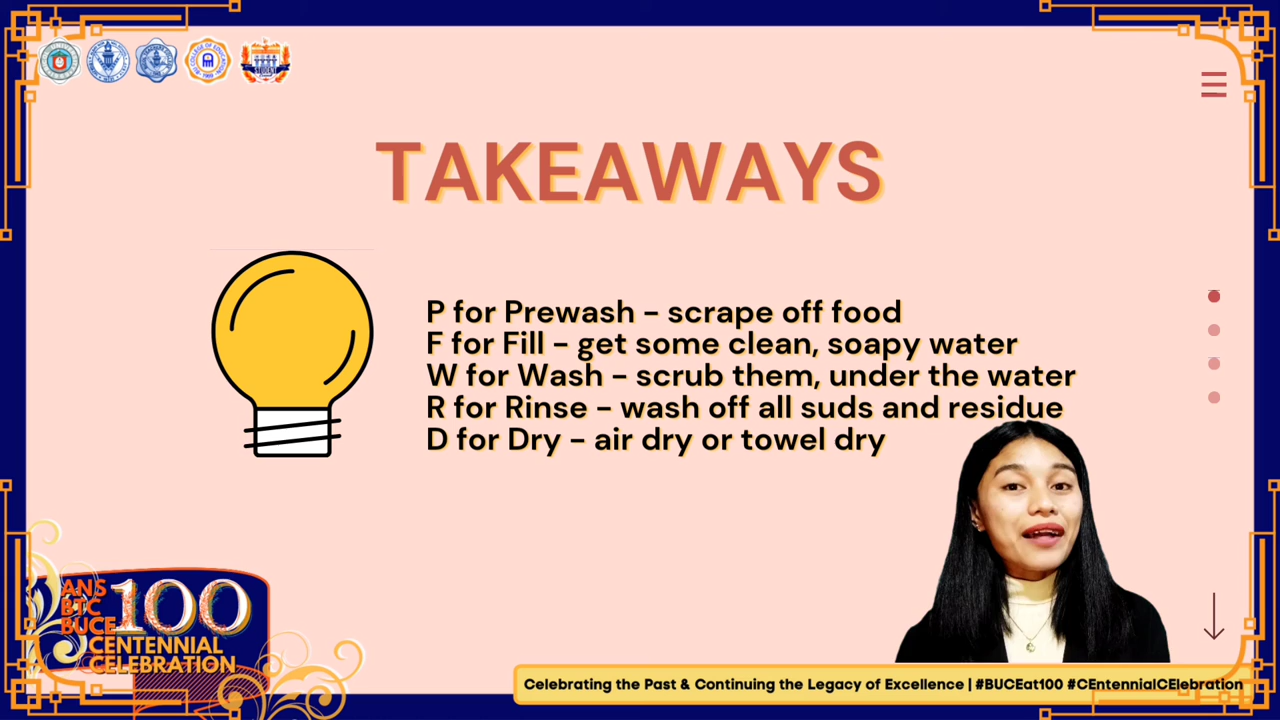 TAKEAWAYS
P for Prewash - scrape off food
F for Fill - get some clean, soapy water
W for Wash - scrub them, under the water
R for Rinse - wash off all suds and residue
D for Dry - air dry or towel dry
ANS
BTC
BUCE
100
CENTENNIAL
CELEBRATION
Celebrating the Past & Continuing the Legacy of Excellence | #BUCEat100 #CEntennialCElebration